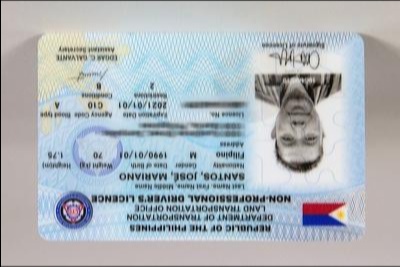 REPUBLIC OF THE PHILIPPINES
DEPARTMENT OF TRANSPORTATION
LAND TRANSPORTATION OFFICE
NON-PROFESSIONAL DRIVER'S LICENCE
Last Name, First Name, Middle Name
SANTOS, JOSÉ, MARIANO
Nationality Gender Date of Birth Weight (kg) Height(m)
Filipino M 1990/01/01 70 1.75
Address
License No. Expiration Date Agency Code Blood type
2021/01/01 C10 A
Restrictions Conditions
2 B
Signature of Licensee
EDGAR C. GALVANTE
Assistant Secretary